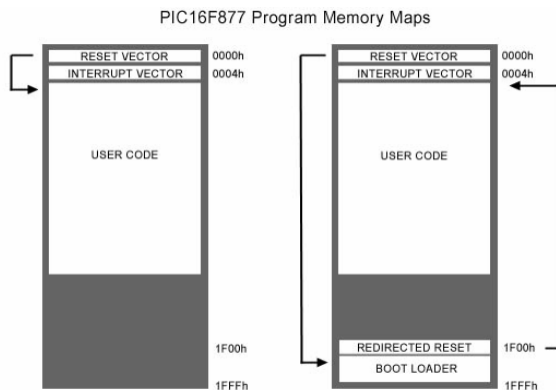 PIC16F877 Program Memory Maps
RESET VECTOR 0000h
INTERRUPT VECTOR 0004h
USER CODE
1F00h
1FFFh
RESET VECTOR 0000h
INTERRUPT VECTOR 0004h
USER CODE
REDIRECTED RESET 1F00h
BOOT LOADER
1FFFh